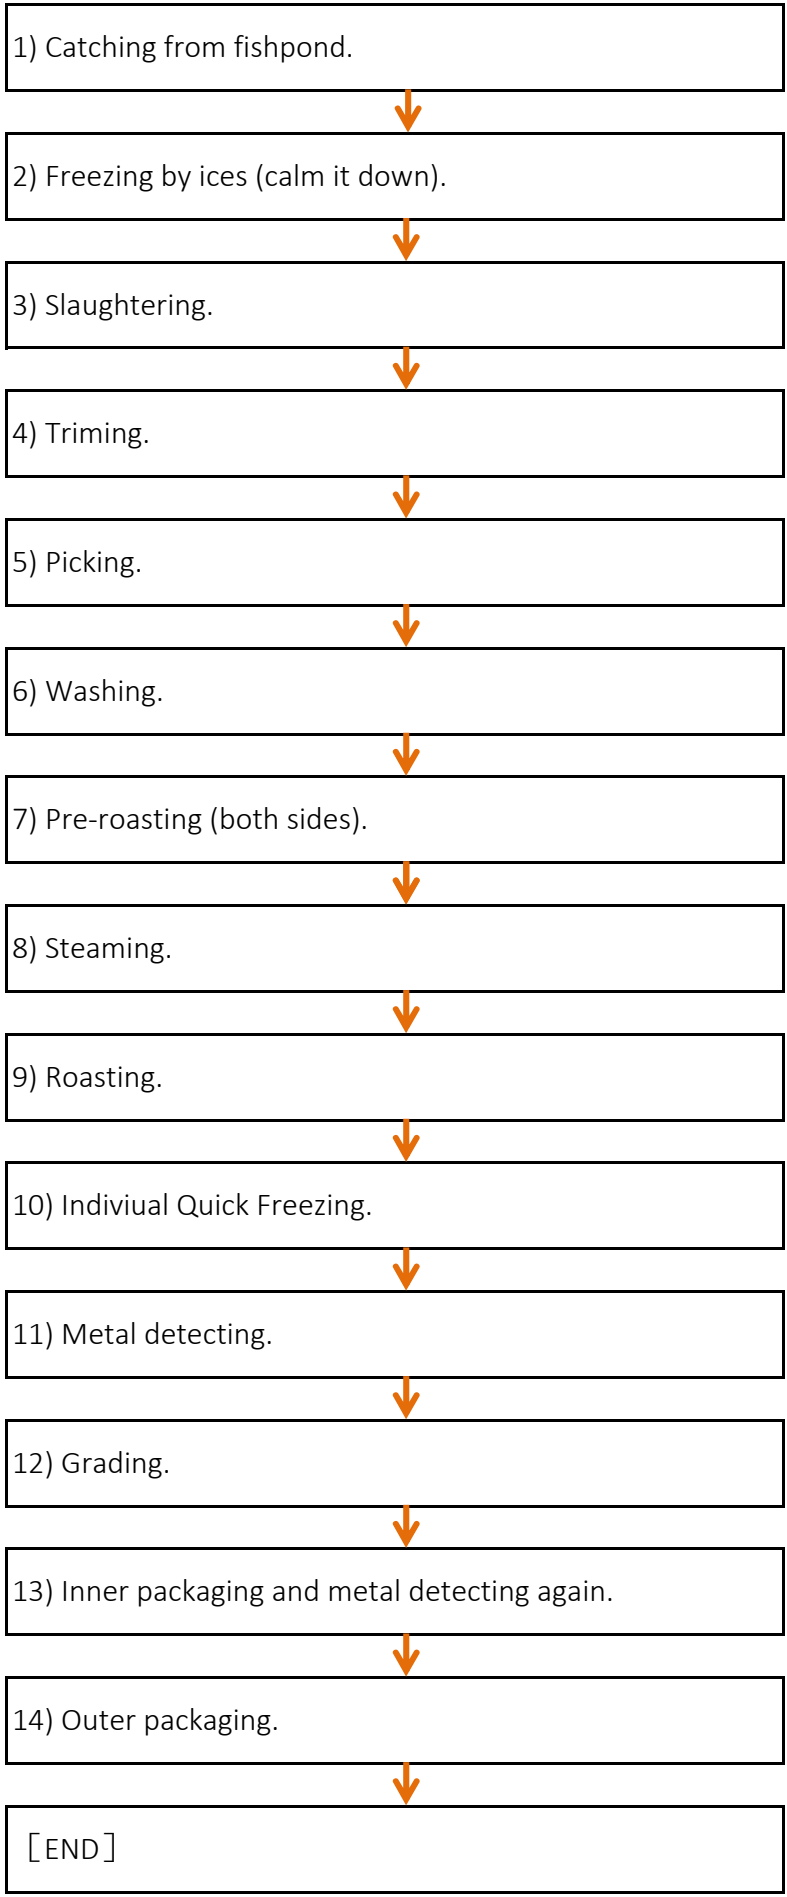 1) Catching from fishpond.
2) Freezing by ices (calm it down).
3) Slaughtering.
4) Triming.
5) Picking.
6) Washing.
7) Pre-roasting (both sides).
8) Steaming.
9) Roasting.
10) Indiviual Quick Freezing.
11) Metal detecting.
12) Grading.
13) Inner packaging and metal detecting again.
14) Outer packaging.
［END］